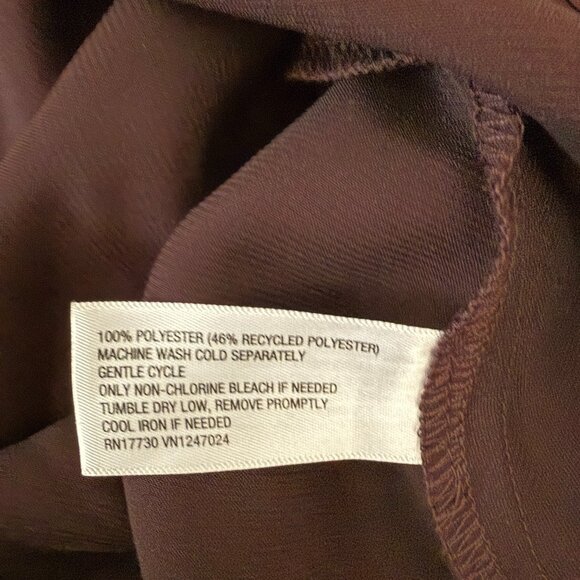 100% POLYESTER (46% RECYCLED POLYESTER)
MACHINE WASH COLD SEPARATELY
GENTLE CYCLE
ONLY NON-CHLORINE BLEACH IF NEEDED
TUMBLE DRY LOW, REMOVE PROMPTLY
COOL IRON IF NEEDED
RN17730 VN1247024